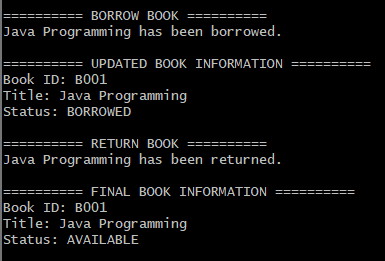 ========== BORROW BOOK ==========
Java Programming has been borrowed.
========== UPDATED BOOK INFORMATION ==========
Book ID: B001
Title: Java Programming
Status: BORROWED
========== RETURN BOOK ==========
Java Programming has been returned.
========== FINAL BOOK INFORMATION ==========
Book ID: B001
Title: Java Programming
Status: AVAILABLE